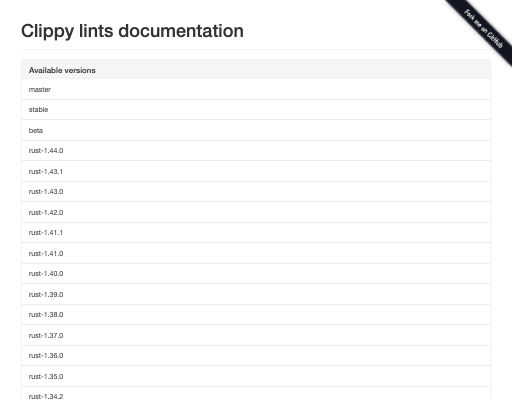 Clippy lints documentation
Fork me on GitHub
Available versions
master
stable
beta
rust-1.44.0
rust-1.43.1
rust-1.43.0
rust-1.42.0
rust-1.41.1
rust-1.41.0
rust-1.40.0
rust-1.39.0
rust-1.38.0
rust-1.37.0
rust-1.36.0
rust-1.35.0
rust-1.34.2